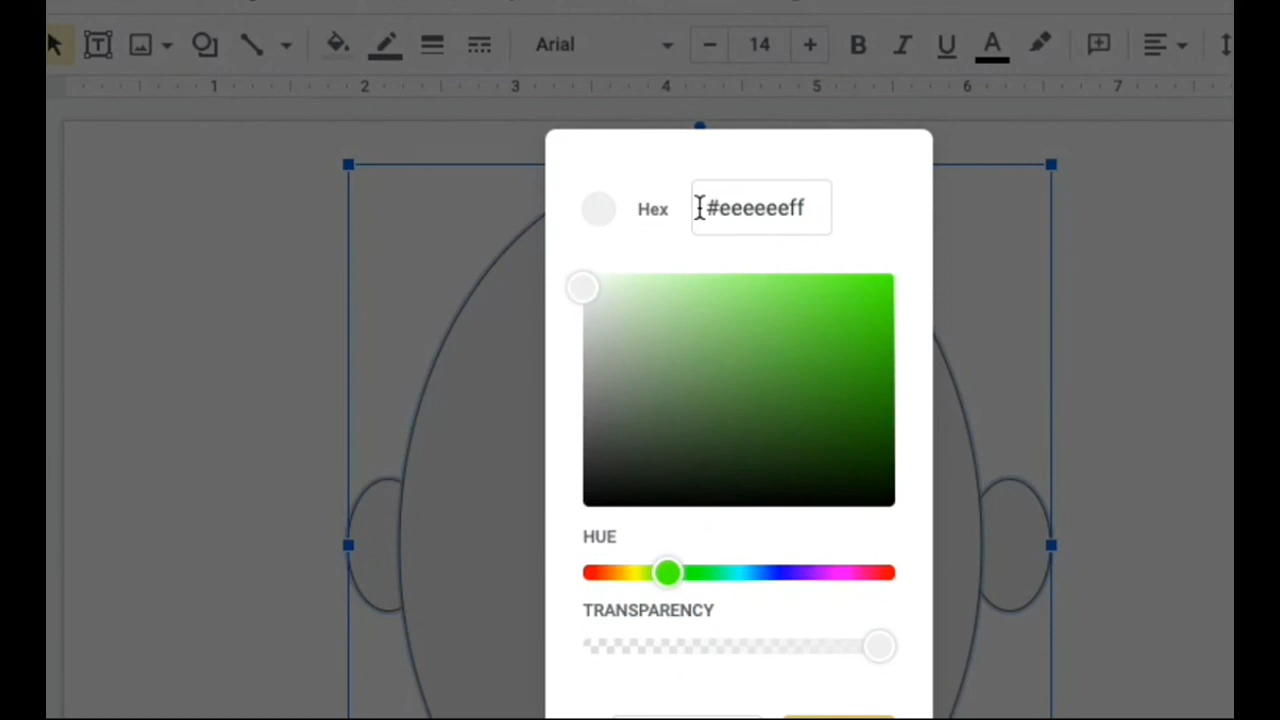 Arial 14 B I U A
1 2 3 4 5 6 7
Hex #eeeeeeff
HUE
TRANSPARENCY